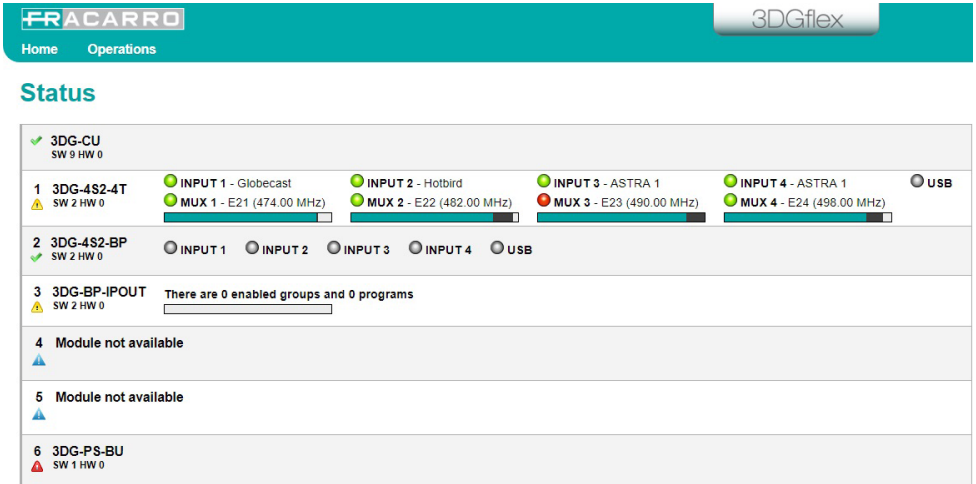 FRACARRO
3DGflex
Home Operations
Status
3DG-CU
SW 9 HW 0
1 3DG-4S2-4T
SW 2 HW 0
INPUT 1 - Globecast INPUT 2 - Hotbird INPUT 3 - ASTRA 1 INPUT 4 - ASTRA 1 USB
MUX 1 - E21 (474.00 MHz) MUX 2 - E22 (482.00 MHz) MUX 3 - E23 (490.00 MHz) MUX 4 - E24 (498.00 MHz)
2 3DG-4S2-BP
SW 2 HW 0
INPUT 1 INPUT 2 INPUT 3 INPUT 4 USB
3 3DG-BP-IPOUT
SW 2 HW 0
There are 0 enabled groups and 0 programs
4 Module not available
5 Module not available
6 3DG-PS-BU
SW 1 HW 0